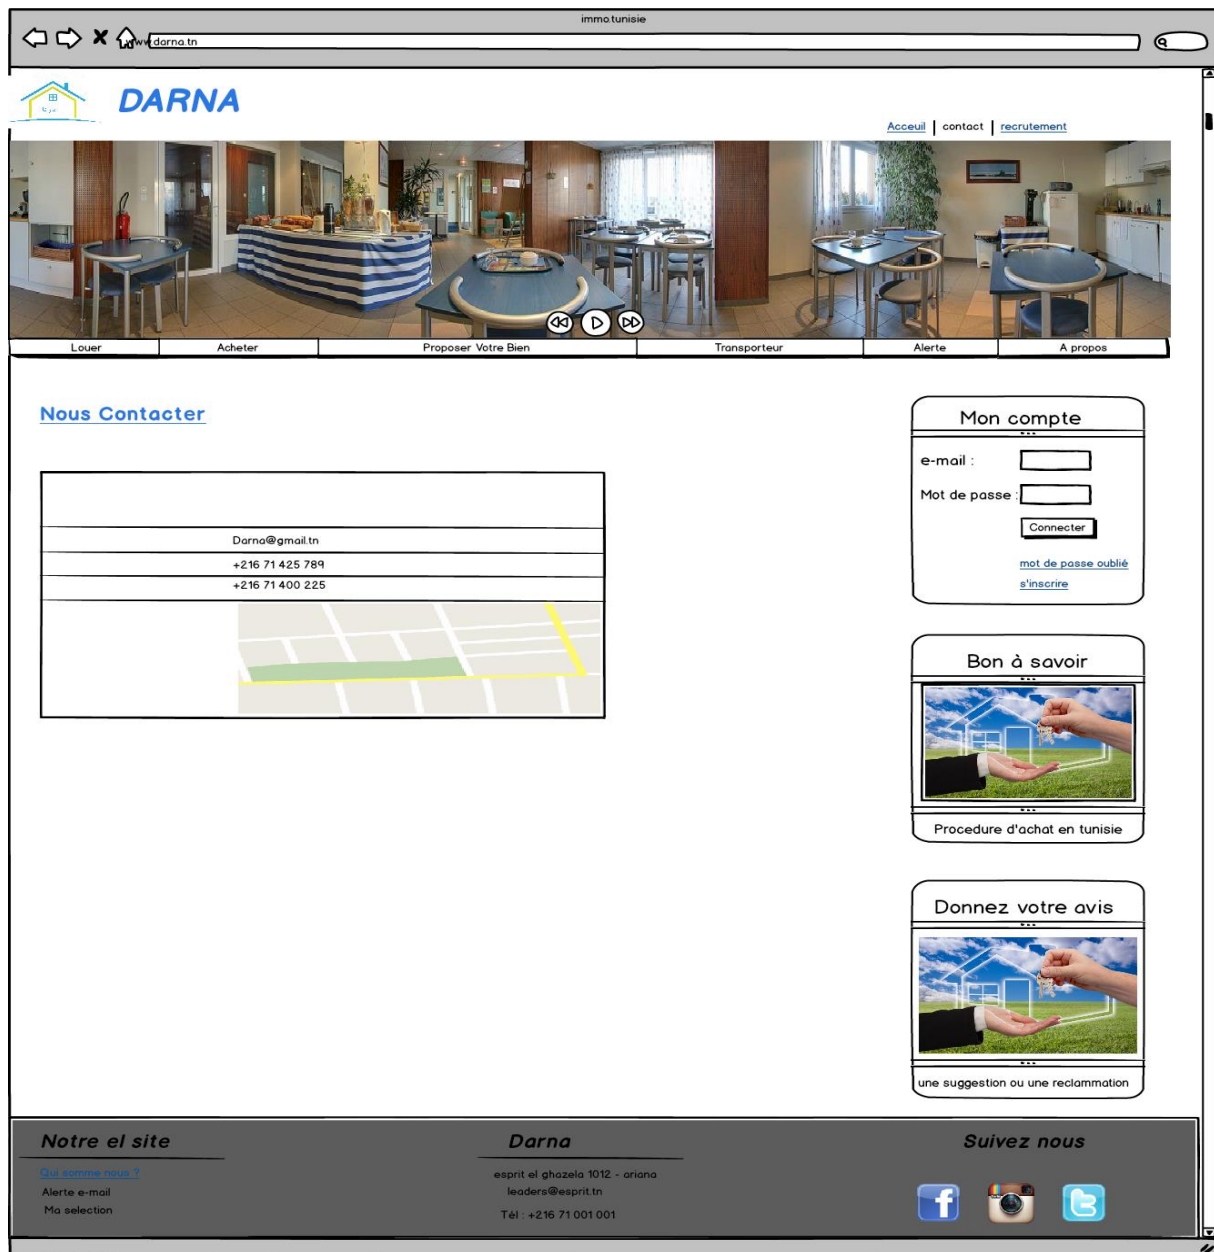 immo.tunisie
www.darna.tn
DARNA
Acceuil | contact | recrutement
Louer
Acheter
Proposer Votre Bien
Transporteur
Alerte
A propos
Nous Contacter
Darna@gmail.tn
+216 71 425 789
+216 71 400 225
Mon compte
e-mail :
Mot de passe :
Connecter
mot de passe oublié
s'inscrire
Bon à savoir
Procedure d'achat en tunisie
Donnez votre avis
une suggestion ou une reclammation
Notre el site
Qui somme nous ?
Alerte e-mail
Ma selection
Darna
esprit el ghazela 1012 - ariana
leaders@esprit.tn
Tél : +216 71 001 001
Suivez nous